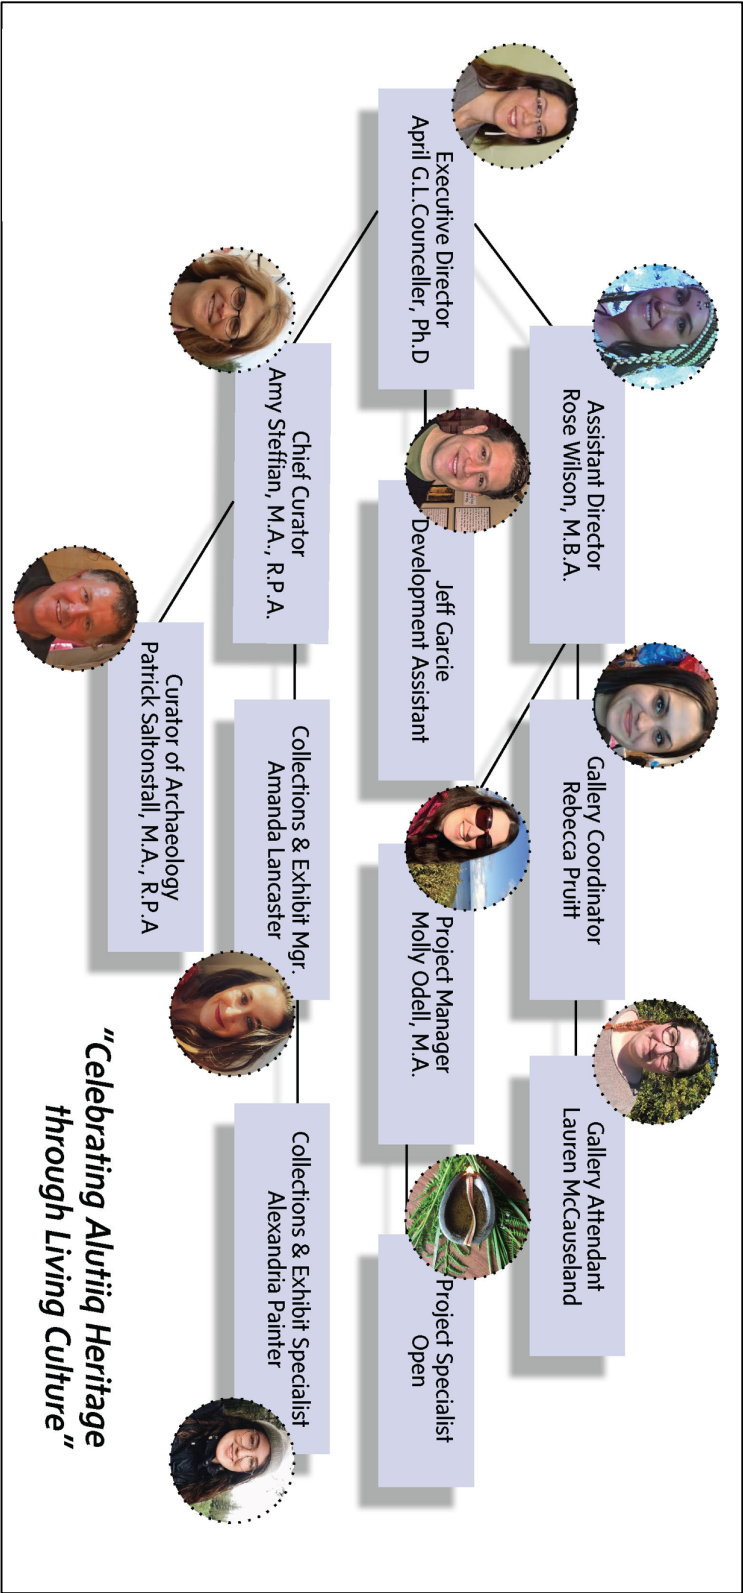 Executive Director
April G.L.Counceller, Ph.D
Assistant Director
Rose Wilson, M.B.A.
Gallery Coordinator
Rebecca Pruitt
Gallery Attendant
Lauren McCauseland
Jeff Garcie
Development Assistant
Project Manager
Molly Odell, M.A.
Project Specialist
Open
Chief Curator
Amy Steffian, M.A., R.P.A.
Collections & Exhibit Mgr.
Amanda Lancaster
Collections & Exhibit Specialist
Alexandria Painter
Curator of Archaeology
Patrick Saltonstall, M.A., R.P.A
"Celebrating Alutiiq Heritage
through Living Culture"